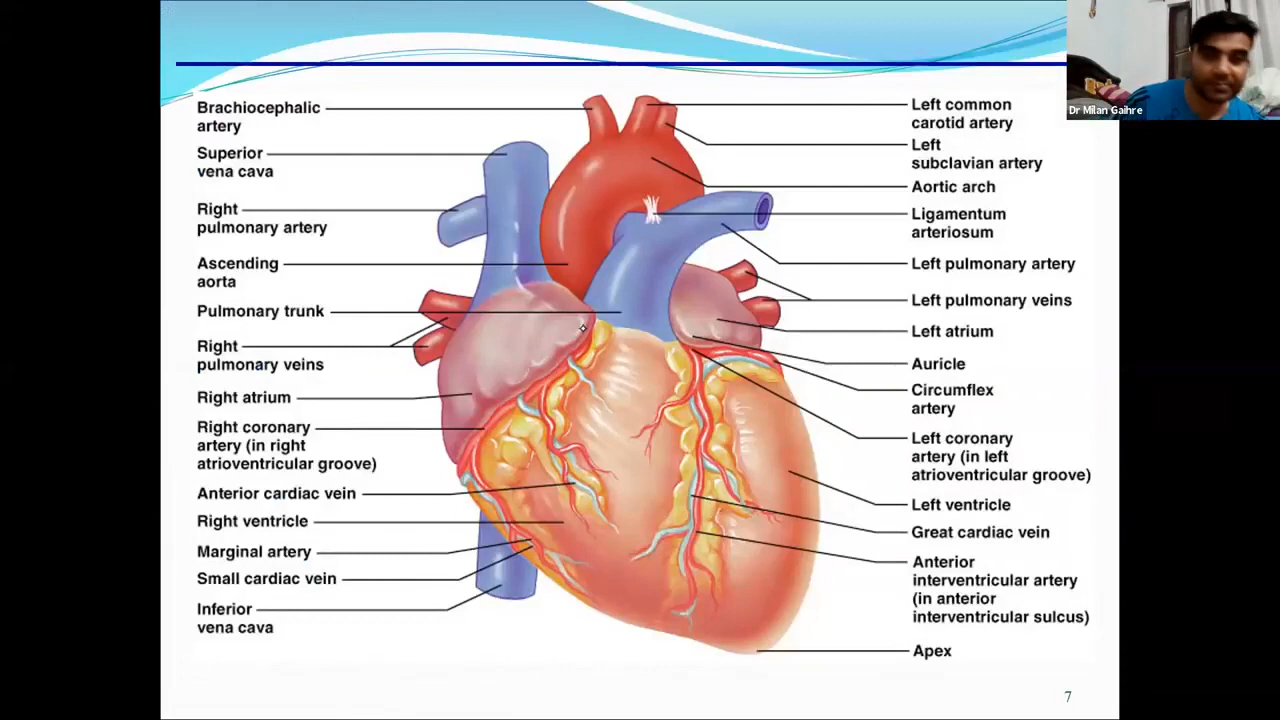 Dr Milan Gaihre
Brachiocephalic
artery
Superior
vena cava
Right
pulmonary artery
Ascending
aorta
Pulmonary trunk
Right
pulmonary veins
Right atrium
Right coronary
artery (in right
atrioventricular groove)
Anterior cardiac vein
Right ventricle
Marginal artery
Small cardiac vein
Inferior
vena cava
Left common
carotid artery
Left
subclavian artery
Aortic arch
Ligamentum
arteriosum
Left pulmonary artery
Left pulmonary veins
Left atrium
Auricle
Circumflex
artery
Left coronary
artery (in left
atrioventricular groove)
Left ventricle
Great cardiac vein
Anterior
interventricular artery
(in anterior
interventricular sulcus)
Apex
7